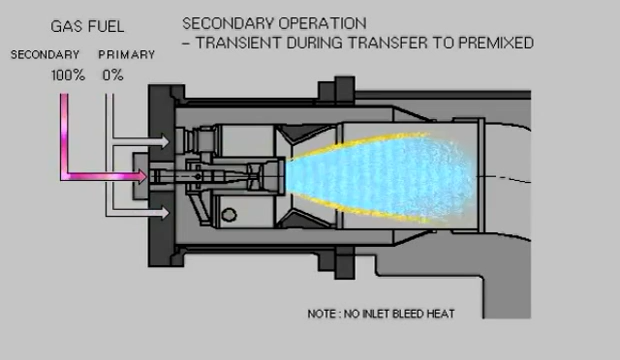 GAS FUEL
SECONDARY PRIMARY
100% 0%
SECONDARY OPERATION
- TRANSIENT DURING TRANSFER TO PREMIXED
NOTE : NO INLET BLEED HEAT